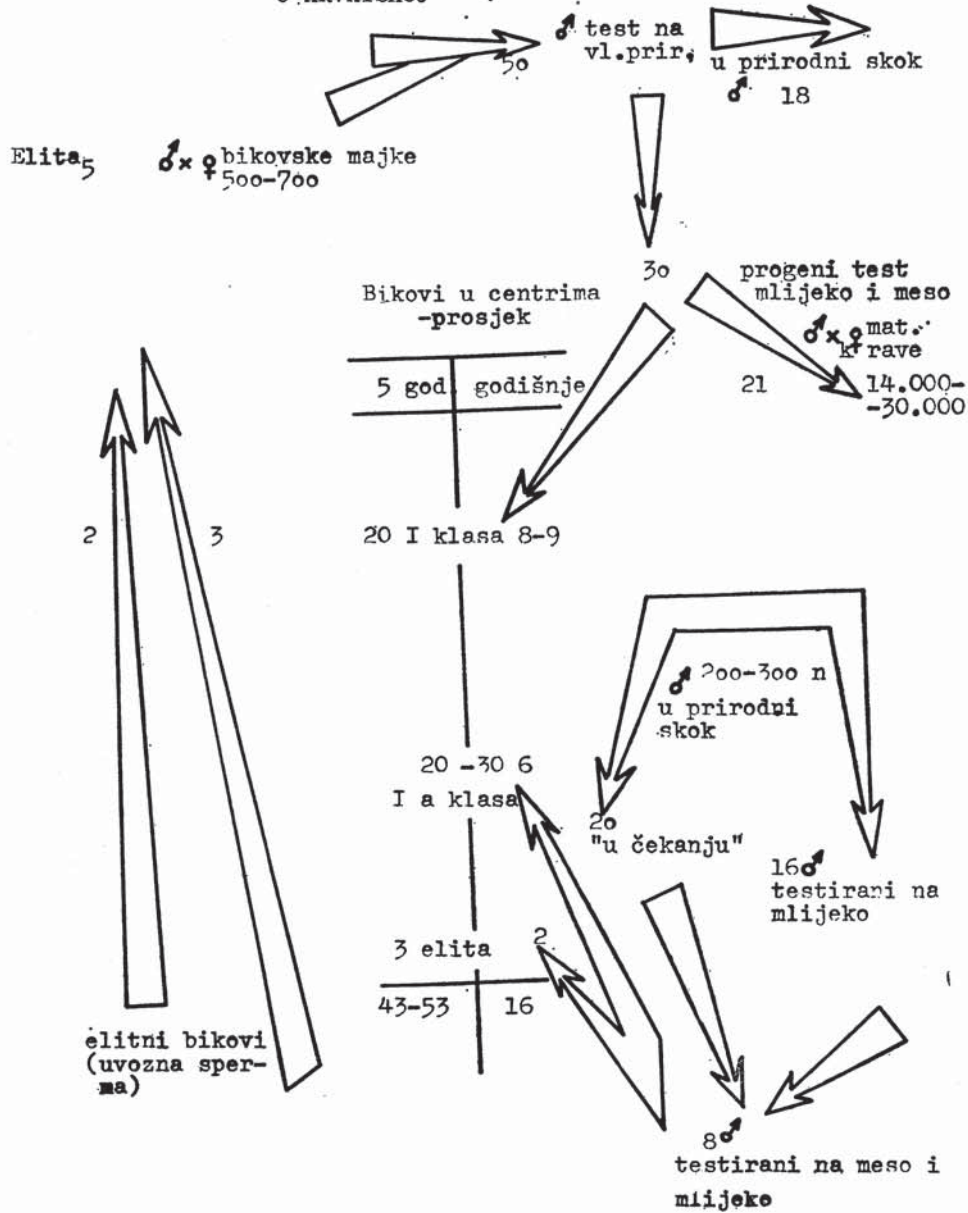 ♂ test na
vl.prir.
5o
u prirodni skok
♂ 18
Elita 5 ♂ x ♀ bikovske majke
5oo-7oo
3o
progeni test
mlijeko i meso
♂ x ♀ mat.
krave
21 14.000-
-30.000
Bikovi u centrima
-prosjek
5 god. godišnje
2 3
20 I klasa 8-9
♂ 2oo-3oo n
u prirodni
skok
20 -30 6
I a klasa
2o
"u čekanju"
16 ♂
testirani na
mlijeko
3 elita 2
43-53 16
elitni bikovi
(uvozna sper-
ma)
8 ♂
testirani na meso i
mlijeko